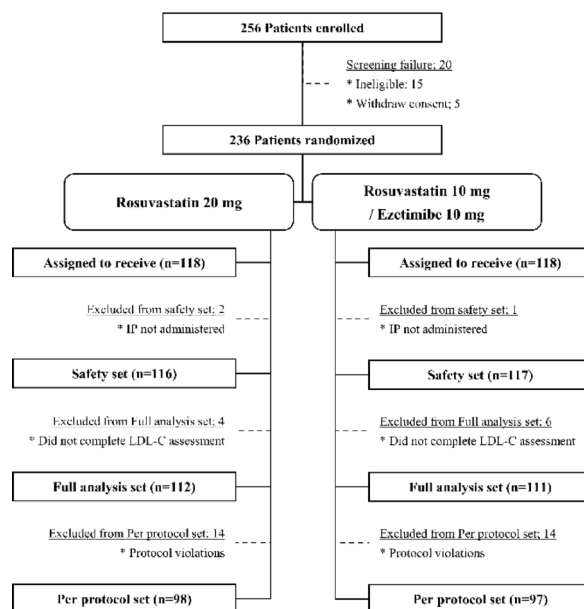 256 Patients enrolled
Screening failure; 20
* Ineligible; 15
* Withdraw consent; 5
236 Patients randomized
Rosuvastatin 20 mg
Rosuvastatin 10 mg
/ Ezetimibe 10 mg
Assigned to receive (n=118)
Assigned to receive (n=118)
Excluded from safety set; 2
* IP not administered
Excluded from safety set; 1
* IP not administered
Safety set (n=116)
Safety set (n=117)
Excluded from Full analysis set; 4
* Did not complete LDL-C assessment
Excluded from Full analysis set; 6
* Did not complete LDL-C assessment
Full analysis set (n=112)
Full analysis set (n=111)
Excluded from Per protocol set; 14
* Protocol violations
Excluded from Per protocol set; 14
* Protocol violations
Per protocol set (n=98)
Per protocol set (n=97)